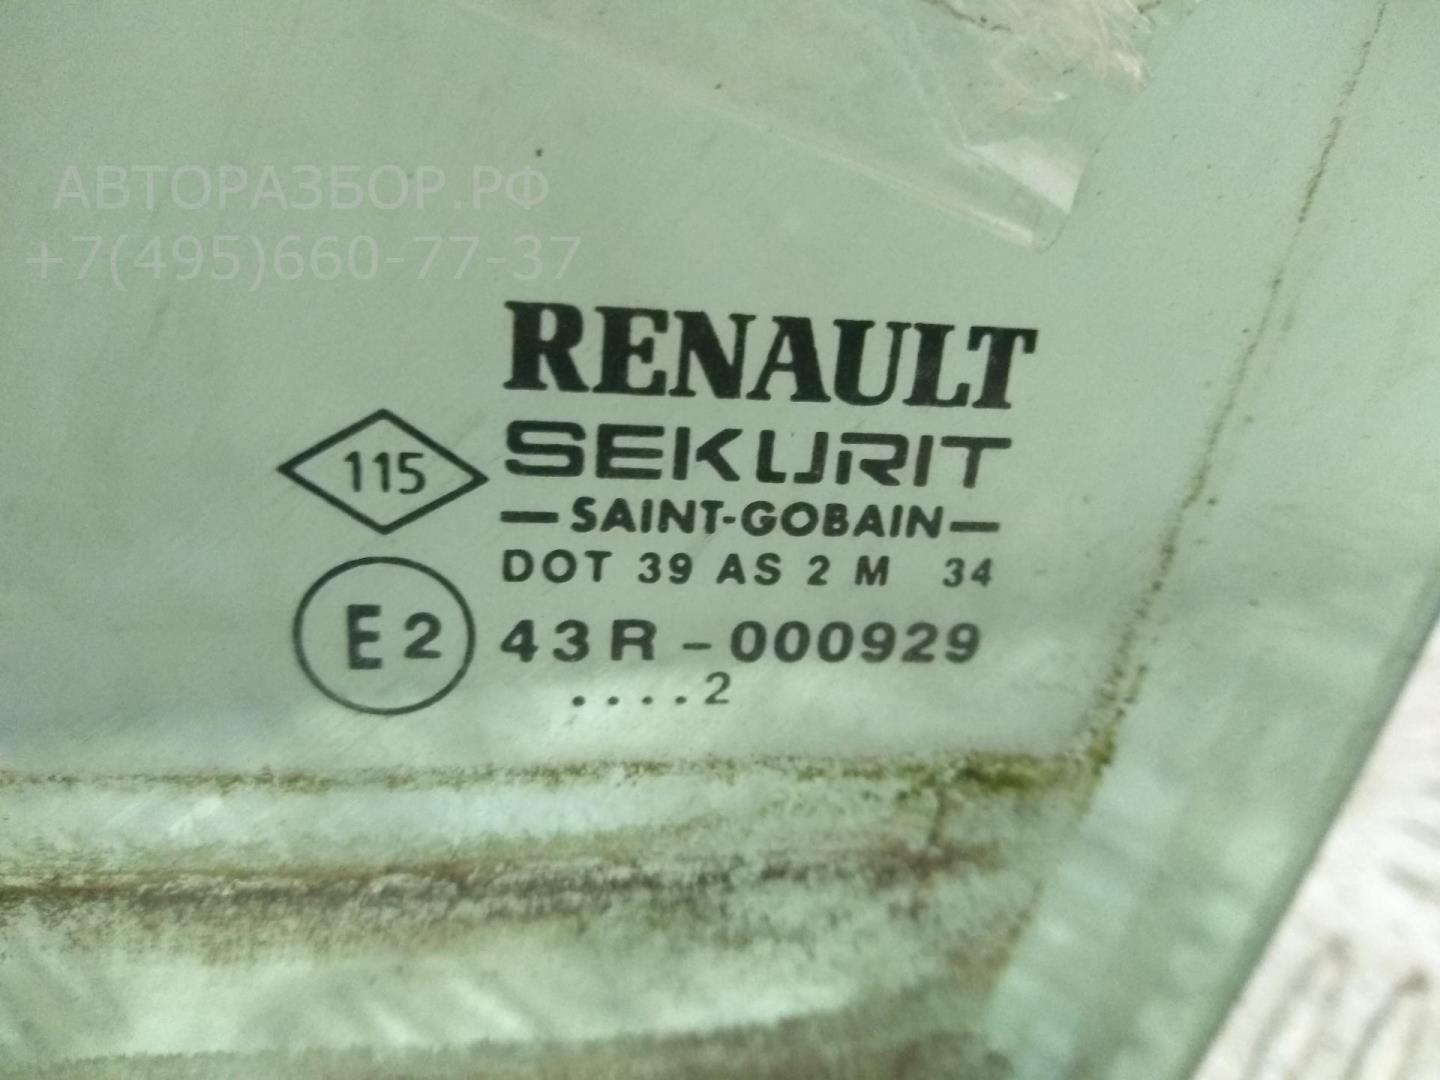 АВТОРАЗБОР.РФ
+7(495)660-77-37
RENAULT
SEKURIT
115
—SAINT-GOBAIN—
DOT 39 AS 2 M 34
E2
43R-000929
....2